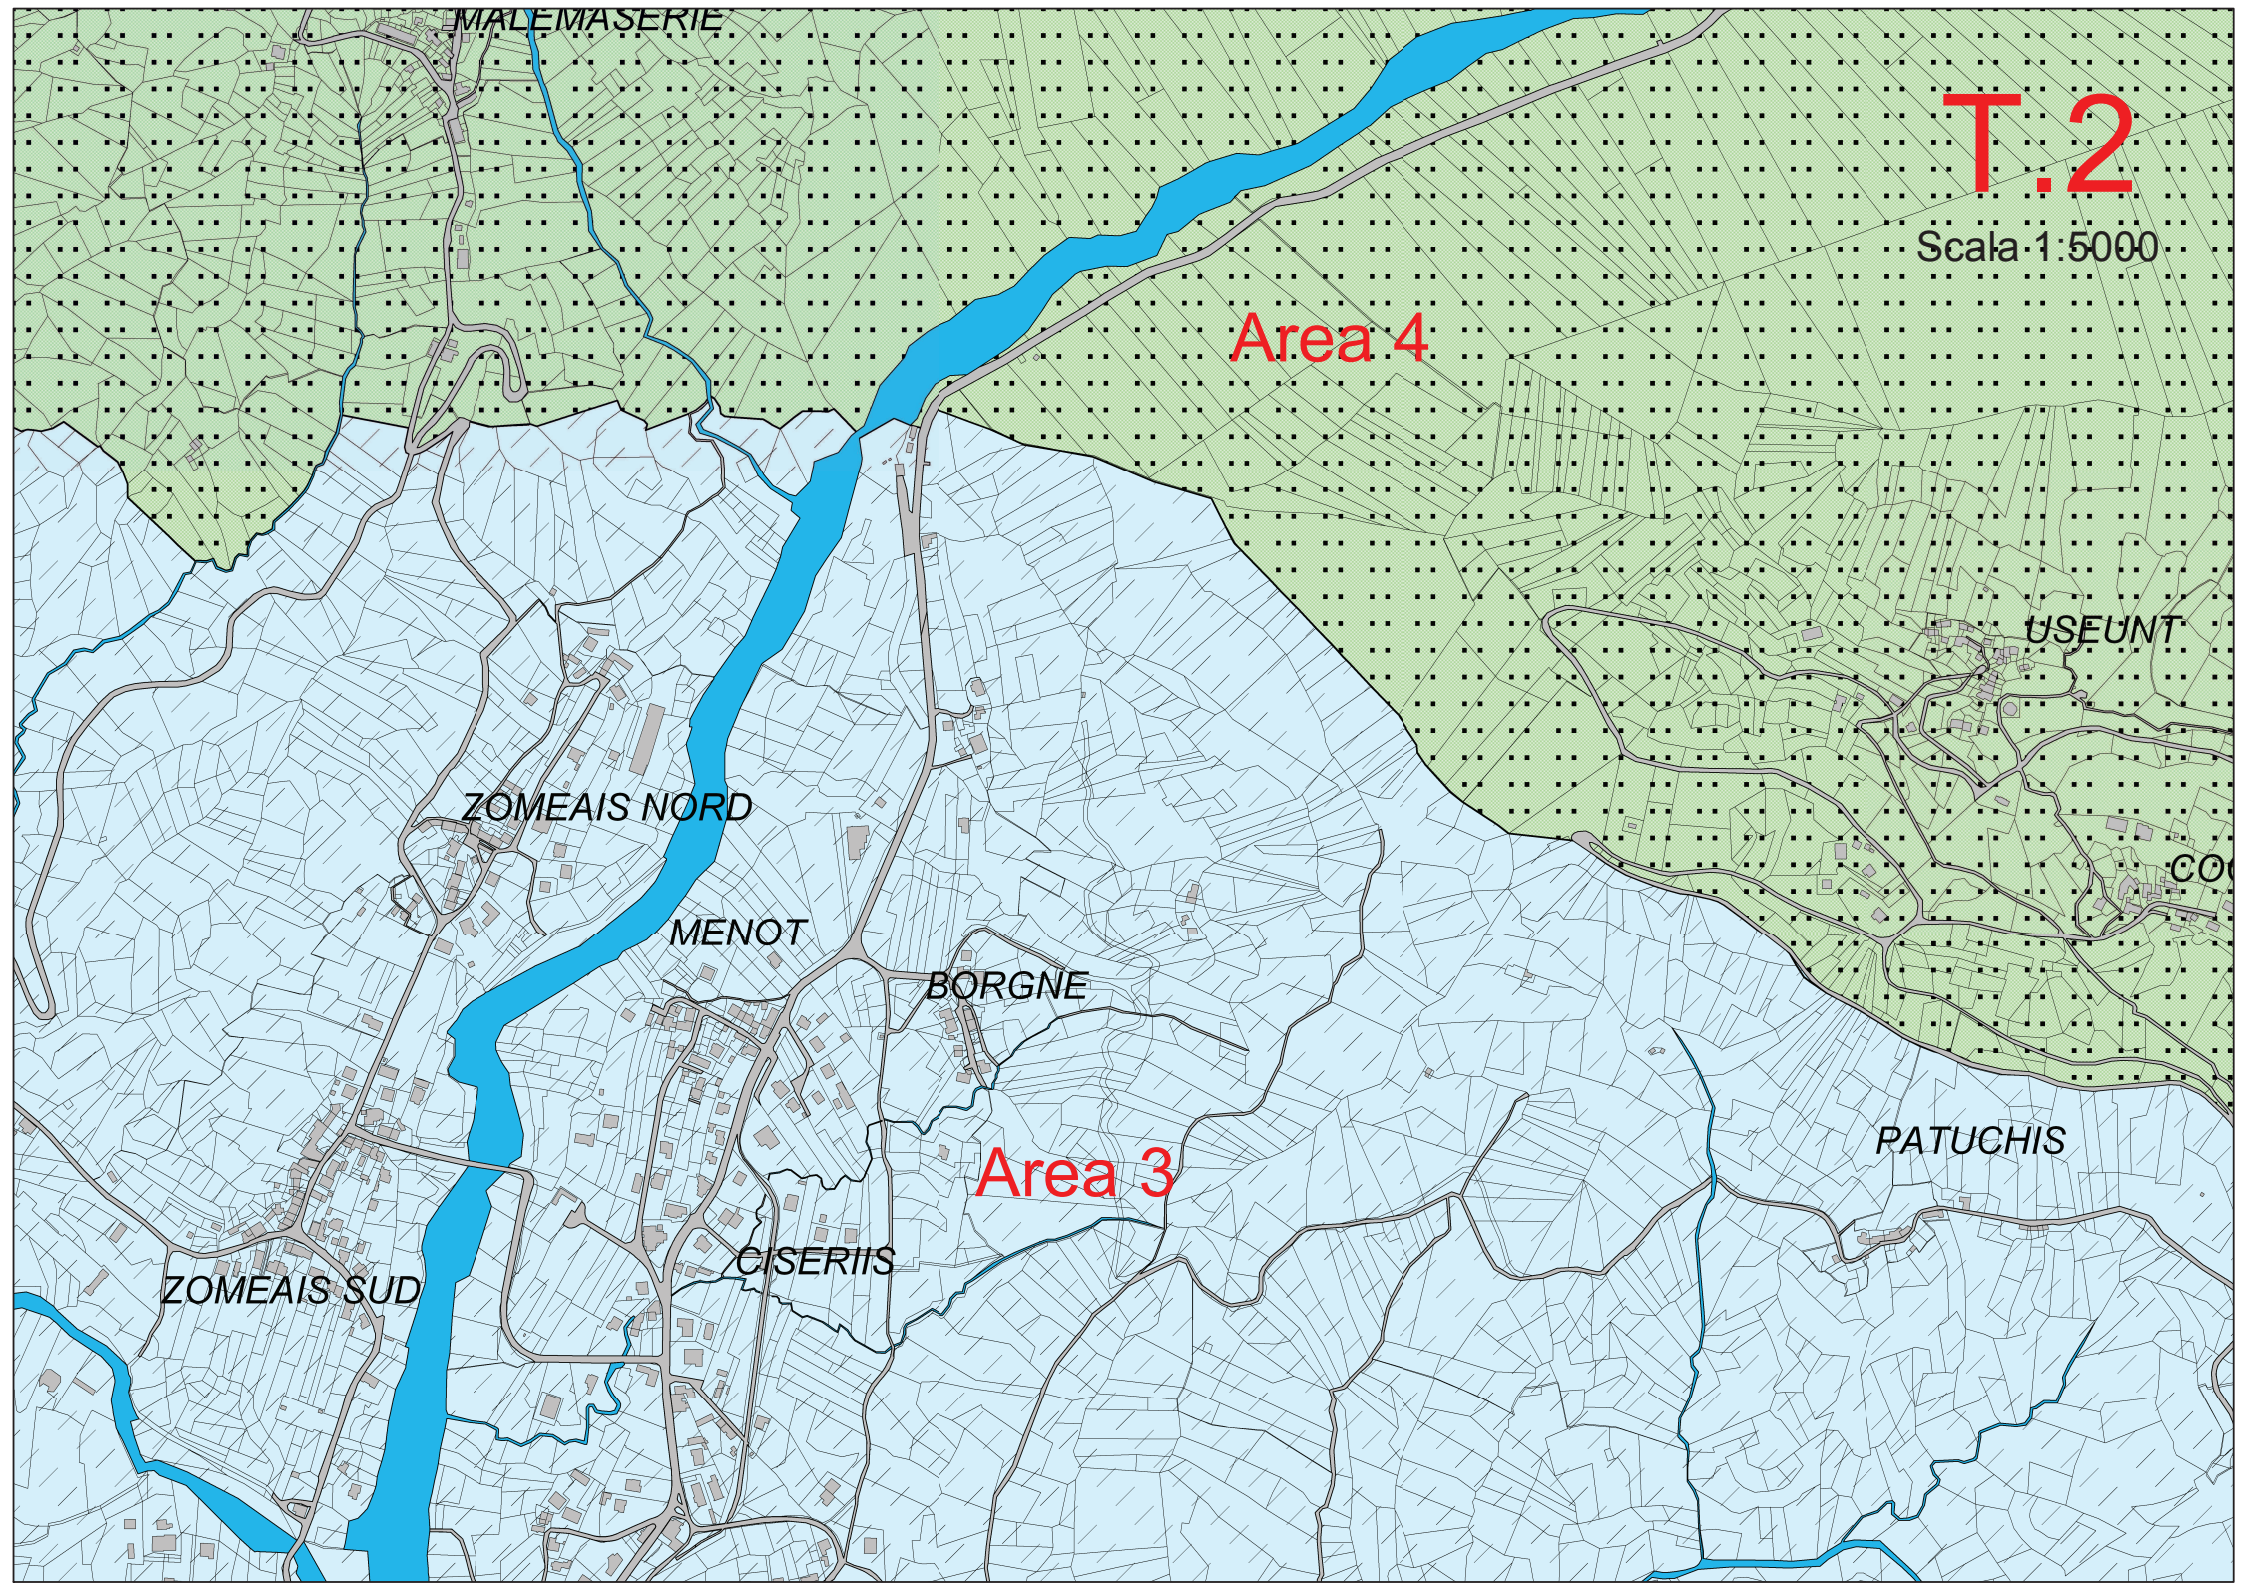 MALEMASERIE
T.2
Scala 1:5000
Area 4
USEUNT
ZOMEAIS NORD
MENOT
BORGNE
PATUCHIS
Area 3
CISERIIS
ZOMEAIS SUD